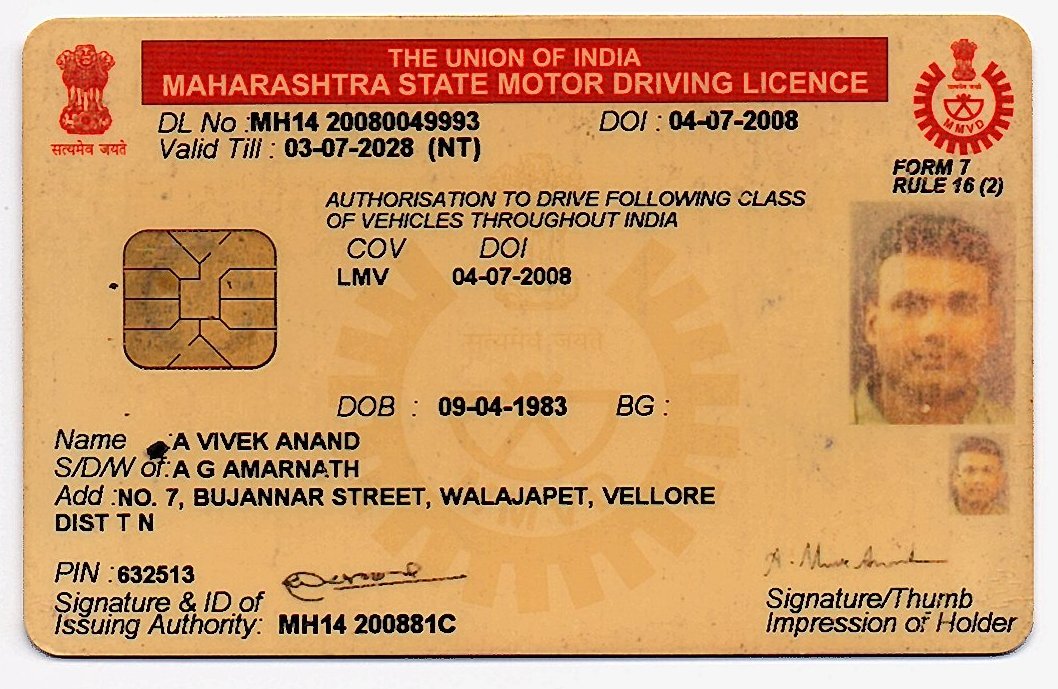 THE UNION OF INDIA
MAHARASHTRA STATE MOTOR DRIVING LICENCE
सत्यमेव जयते
MMVD
DL No : MH14 20080049993 DOI : 04-07-2008
Valid Till : 03-07-2028 (NT)
FORM 7
RULE 16 (2)
AUTHORISATION TO DRIVE FOLLOWING CLASS
OF VEHICLES THROUGHOUT INDIA
COV DOI
LMV 04-07-2008
सत्यमेव जयते
DOB : 09-04-1983 BG :
Name : A VIVEK ANAND
S/D/W of : A G AMARNATH
Add : NO. 7, BUJANNAR STREET, WALAJAPET, VELLORE
DIST T N
MMVD
PIN : 632513
Signature & ID of
Issuing Authority: MH14 200881C
Signature/Thumb
Impression of Holder